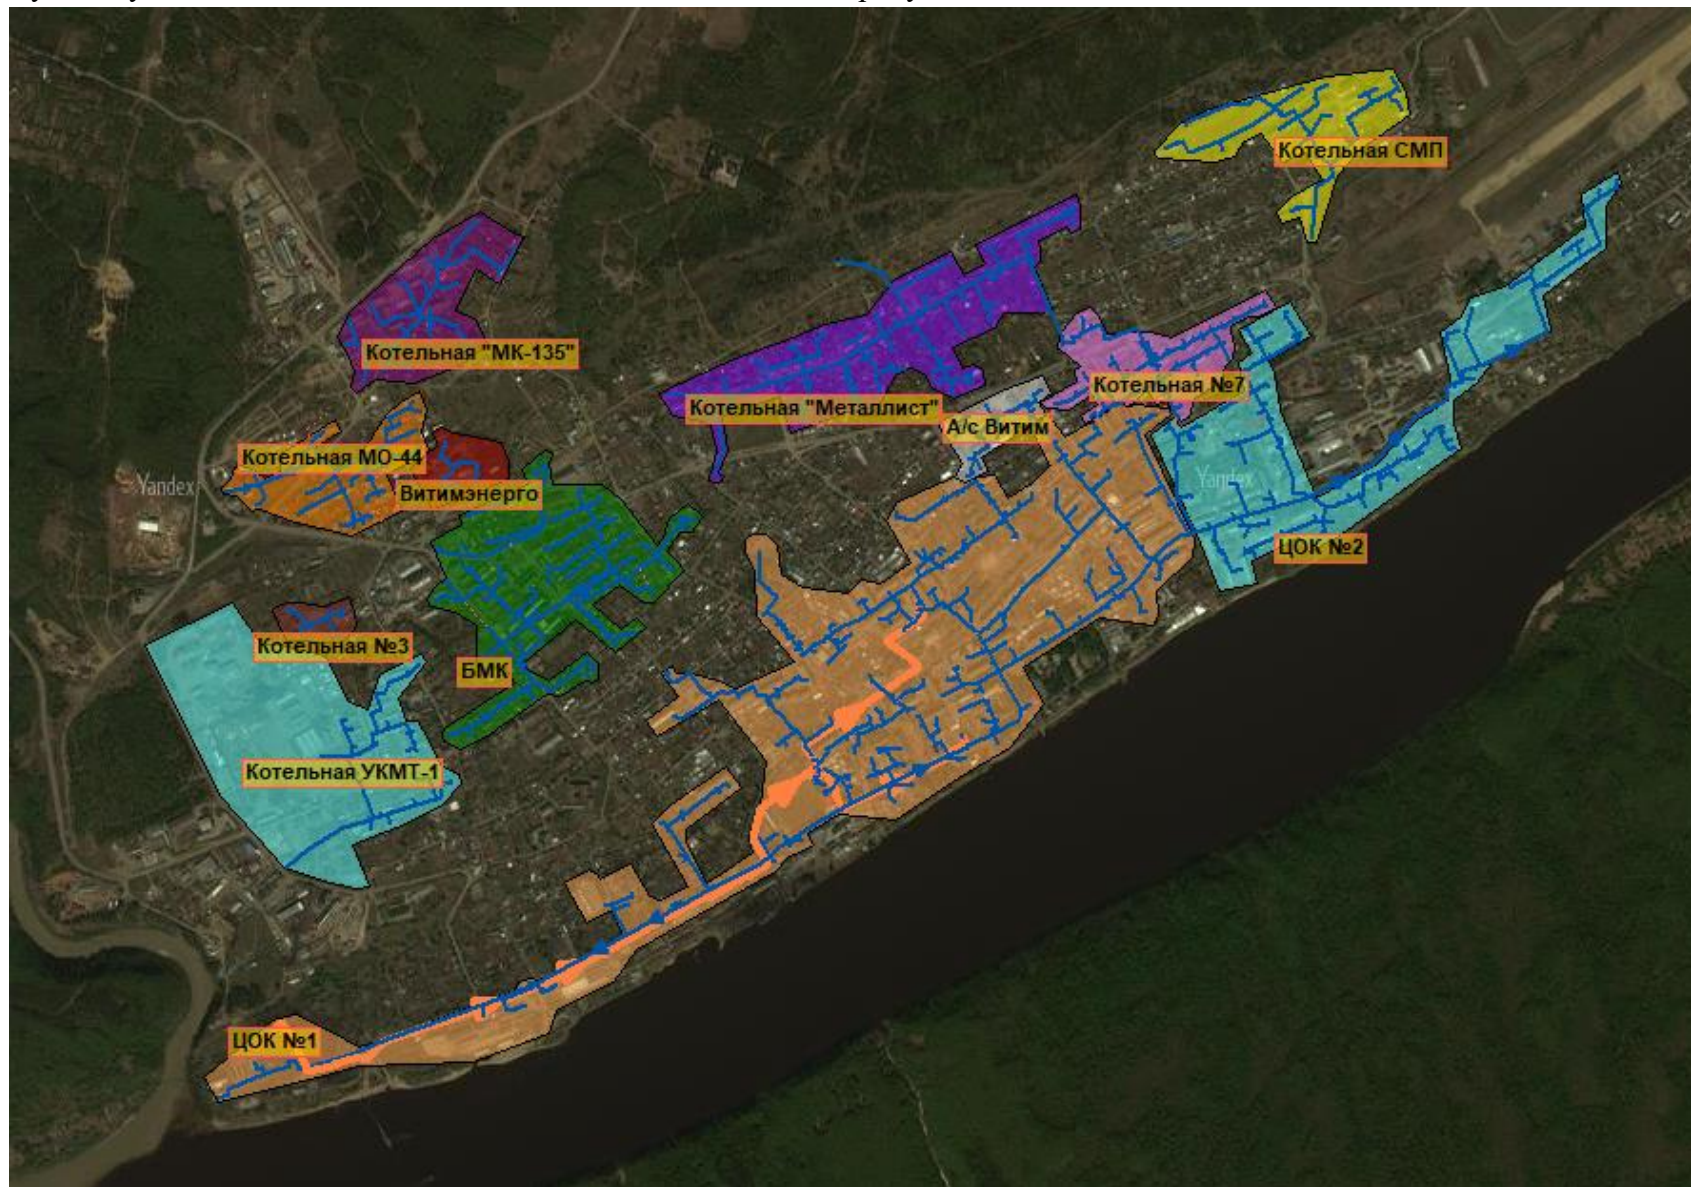 Котельная СМП
Котельная "МК-135"
Котельная №7
Котельная "Металлист"
А/с Витим
Котельная МО-44
Витимэнерго
Yandex
Yandex
ЦОК №2
Котельная №3
БМК
Котельная УКМТ-1
ЦОК №1